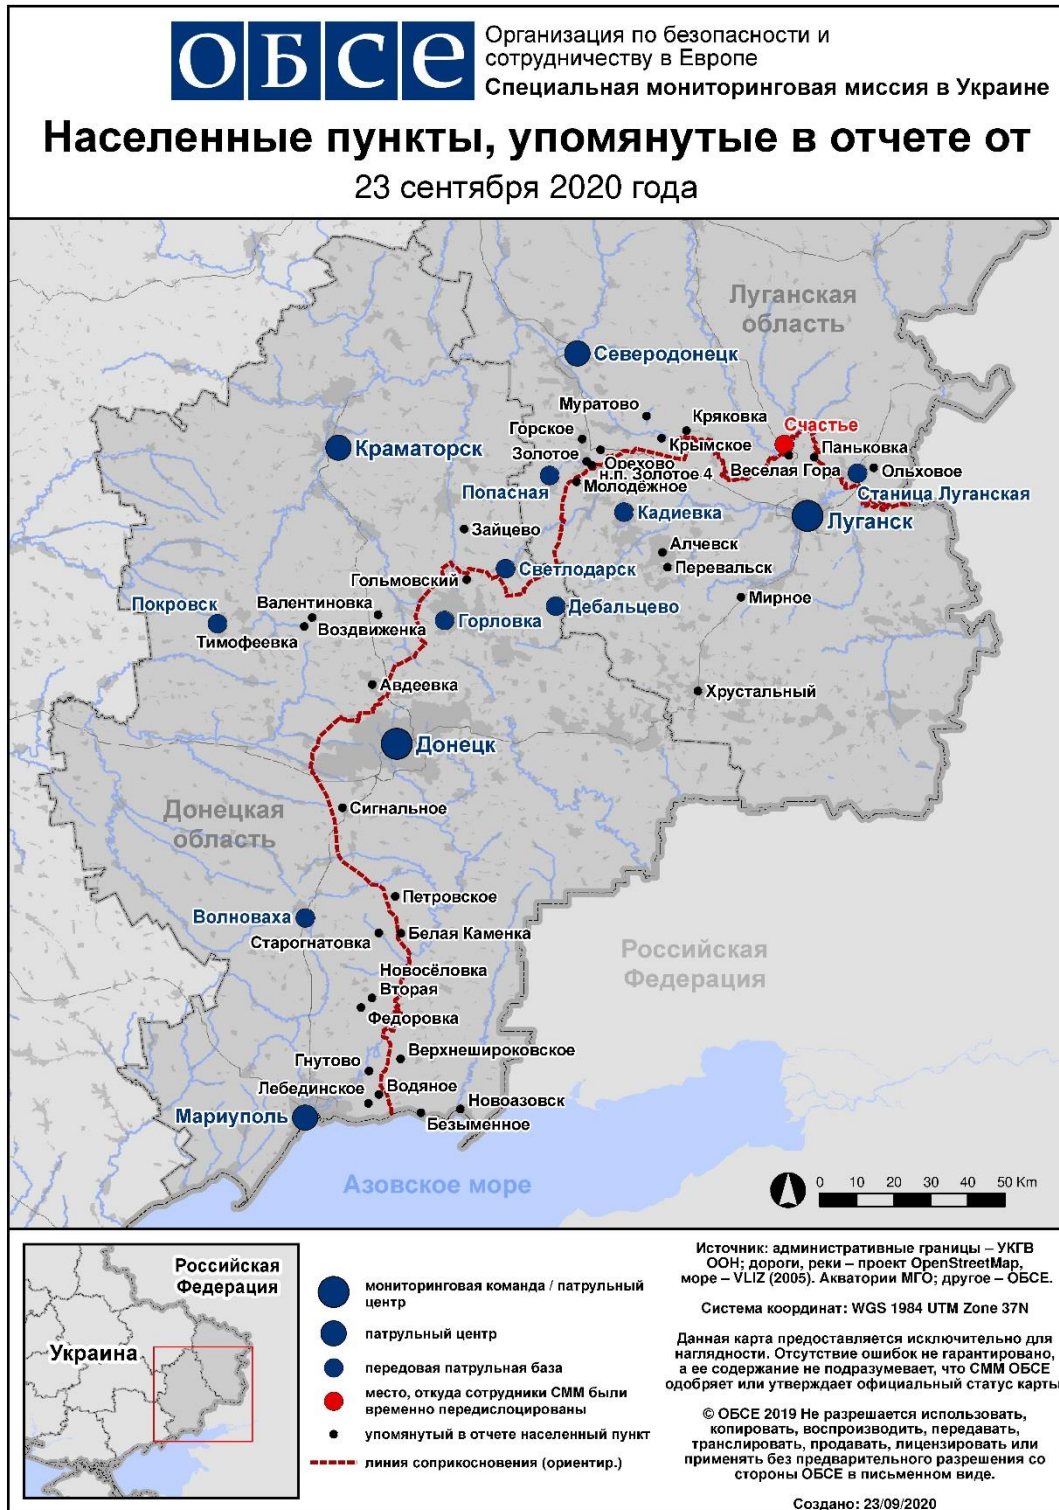 ОБСЕ
Организация по безопасности и
сотрудничеству в Европе
Специальная мониторинговая миссия в Украине
Населенные пункты, упомянутые в отчете от
23 сентября 2020 года
Луганская
область
Северодонецк
Муратово
Кряковка
Счастье
Горское
Крымское
Паньковка
Краматорск
Золотое
Орехово
Веселая Гора
Ольховое
н.п. Золотое 4
Попасная
Молодёжное
Станица Луганская
Кадиевка
Луганск
Зайцево
Алчевск
Светлодарск
Перевальск
Гольмовский
Мирное
Покровск
Валентиновка
Дебальцево
Воздвиженка
Горловка
Тимофеевка
Авдеевка
Хрустальный
Донецк
Сигнальное
Донецкая
область
Петровское
Волноваха
Старогнатовка
Белая Каменка
Российская
Федерация
Новосёловка
Вторая
Федоровка
Гнутово
Верхнешироковское
Лебединское
Водяное
Новоазовск
Мариуполь
Безыменное
Азовское море
0 10 20 30 40 50 Km
Российская
Федерация
Украина
мониторинговая команда / патрульный
центр
патрульный центр
передовая патрульная база
место, откуда сотрудники СММ были
временно передислоцированы
упомянутый в отчете населенный пункт
линия соприкосновения (ориентир.)
Источник: административные границы – УКГВ
ООН; дороги, реки – проект OpenStreetMap,
море – VLIZ (2005). Акватории МГО; другое – ОБСЕ.
Система координат: WGS 1984 UTM Zone 37N
Данная карта предоставляется исключительно для
наглядности. Отсутствие ошибок не гарантировано,
а ее содержание не подразумевает, что СММ ОБСЕ
одобряет или утверждает официальный статус карты
© ОБСЕ 2019 Не разрешается использовать,
копировать, воспроизводить, передавать,
транслировать, продавать, лицензировать или
применять без предварительного разрешения со
стороны ОБСЕ в письменном виде.
Создано: 23/09/2020